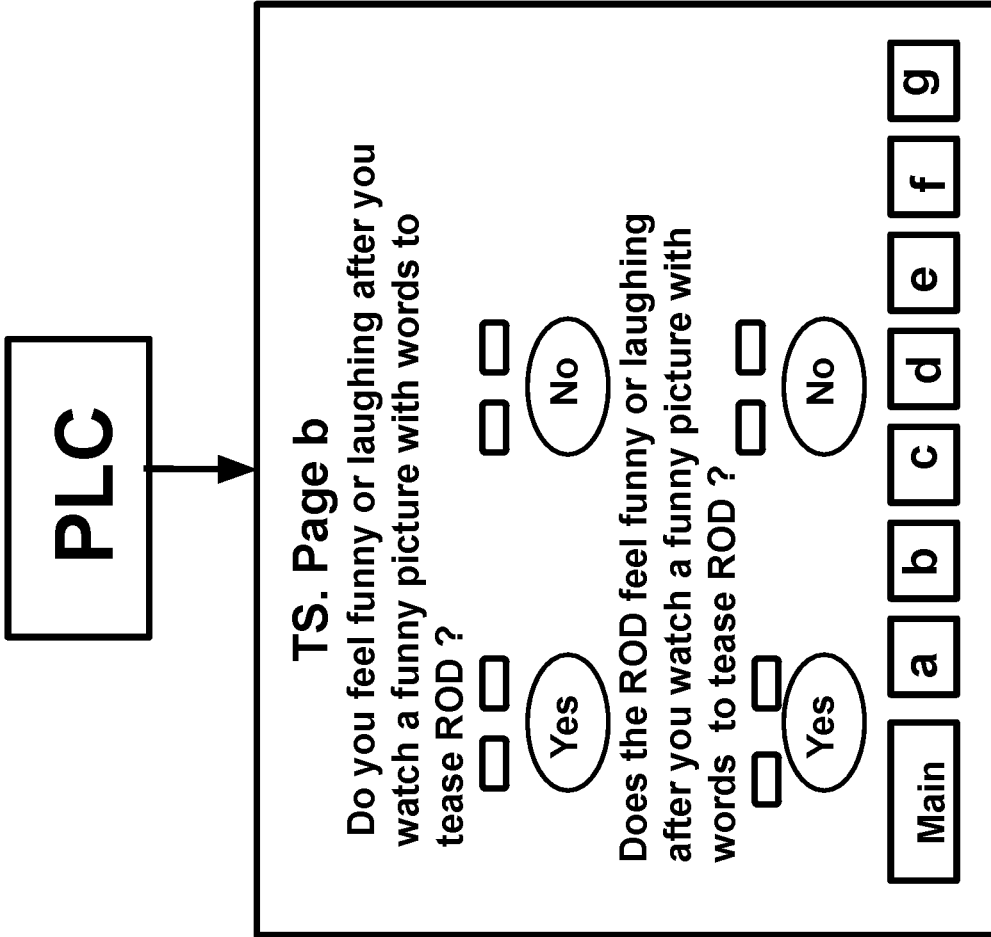 PLC
TS. Page b
Do you feel funny or laughing after you
watch a funny picture with words to
tease ROD ?
Yes No
Does the ROD feel funny or laughing
after you watch a funny picture with
words to tease ROD ?
Yes No
Main a b c d e f g